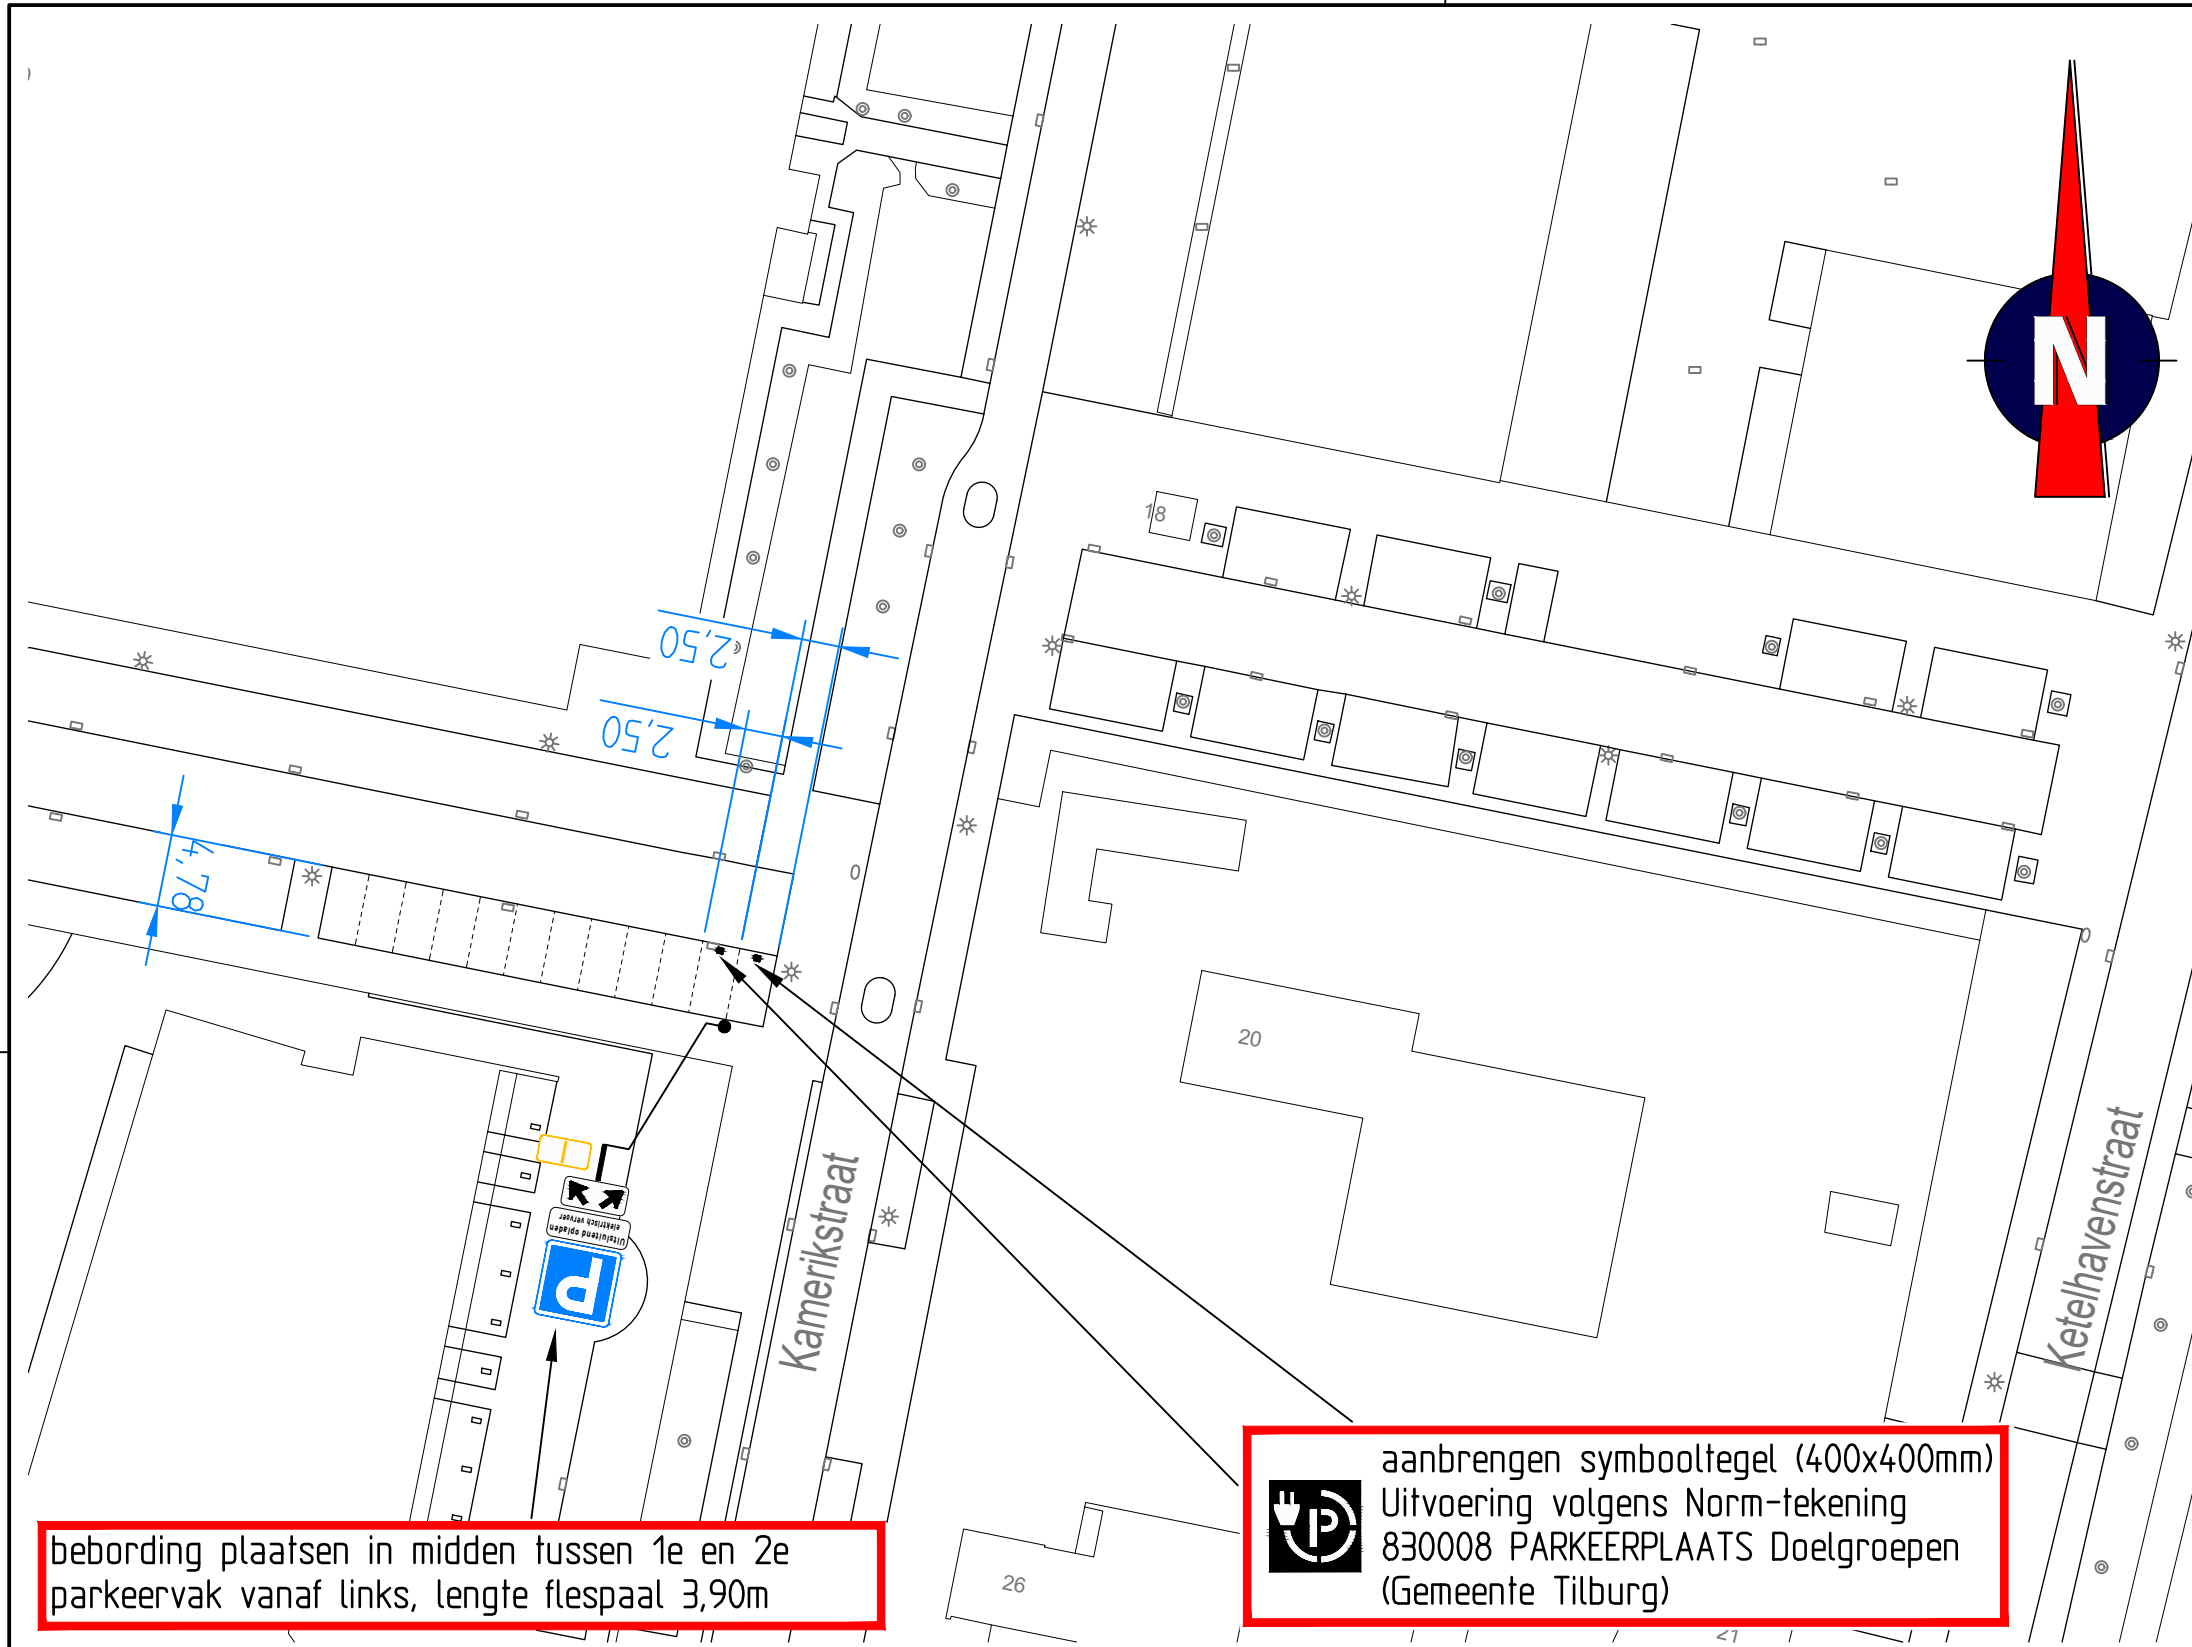 N
18
2,50
2,50
4,78
20
Uitsluitend opladen
elektrisch vervoer
P
Kamerikstraat
Ketelhavenstraat
aanbrengen symbooltegel (400x400mm)
Uitvoering volgens Norm-tekening
830008 PARKEERPLAATS Doelgroepen
(Gemeente Tilburg)
P
bebording plaatsen in midden tussen 1e en 2e
parkeervak vanaf links, lengte flespaal 3,90m
26
21